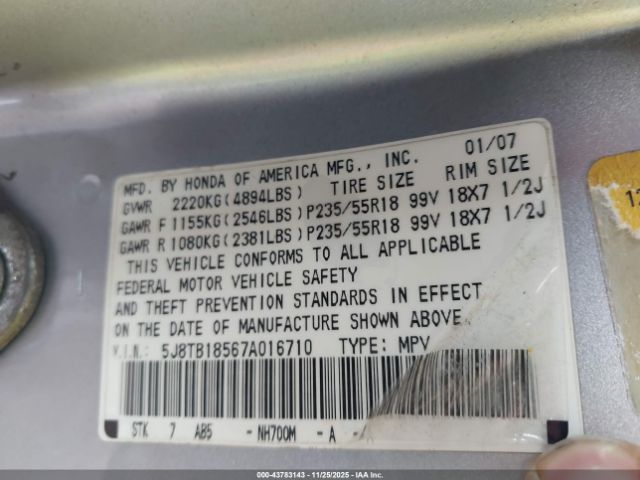 01/07
MFD. BY HONDA OF AMERICA MFG., INC.
GVWR 2220KG(4894LBS) TIRE SIZE RIM SIZE
GAWR F 1155KG(2546LBS)P235/55R18 99V 18X7 1/2J
GAWR R 1080KG(2381LBS)P235/55R18 99V 18X7 1/2J
THIS VEHICLE CONFORMS TO ALL APPLICABLE
FEDERAL MOTOR VEHICLE SAFETY
AND THEFT PREVENTION STANDARDS IN EFFECT
ON THE DATE OF MANUFACTURE SHOWN ABOVE.
V.I.N.: 5J8TB18567A016710 TYPE: MPV
STK 7 AB5 -NH700M -A -
©IAAI 43783143 - 11/25/2025 - IAAI.COM